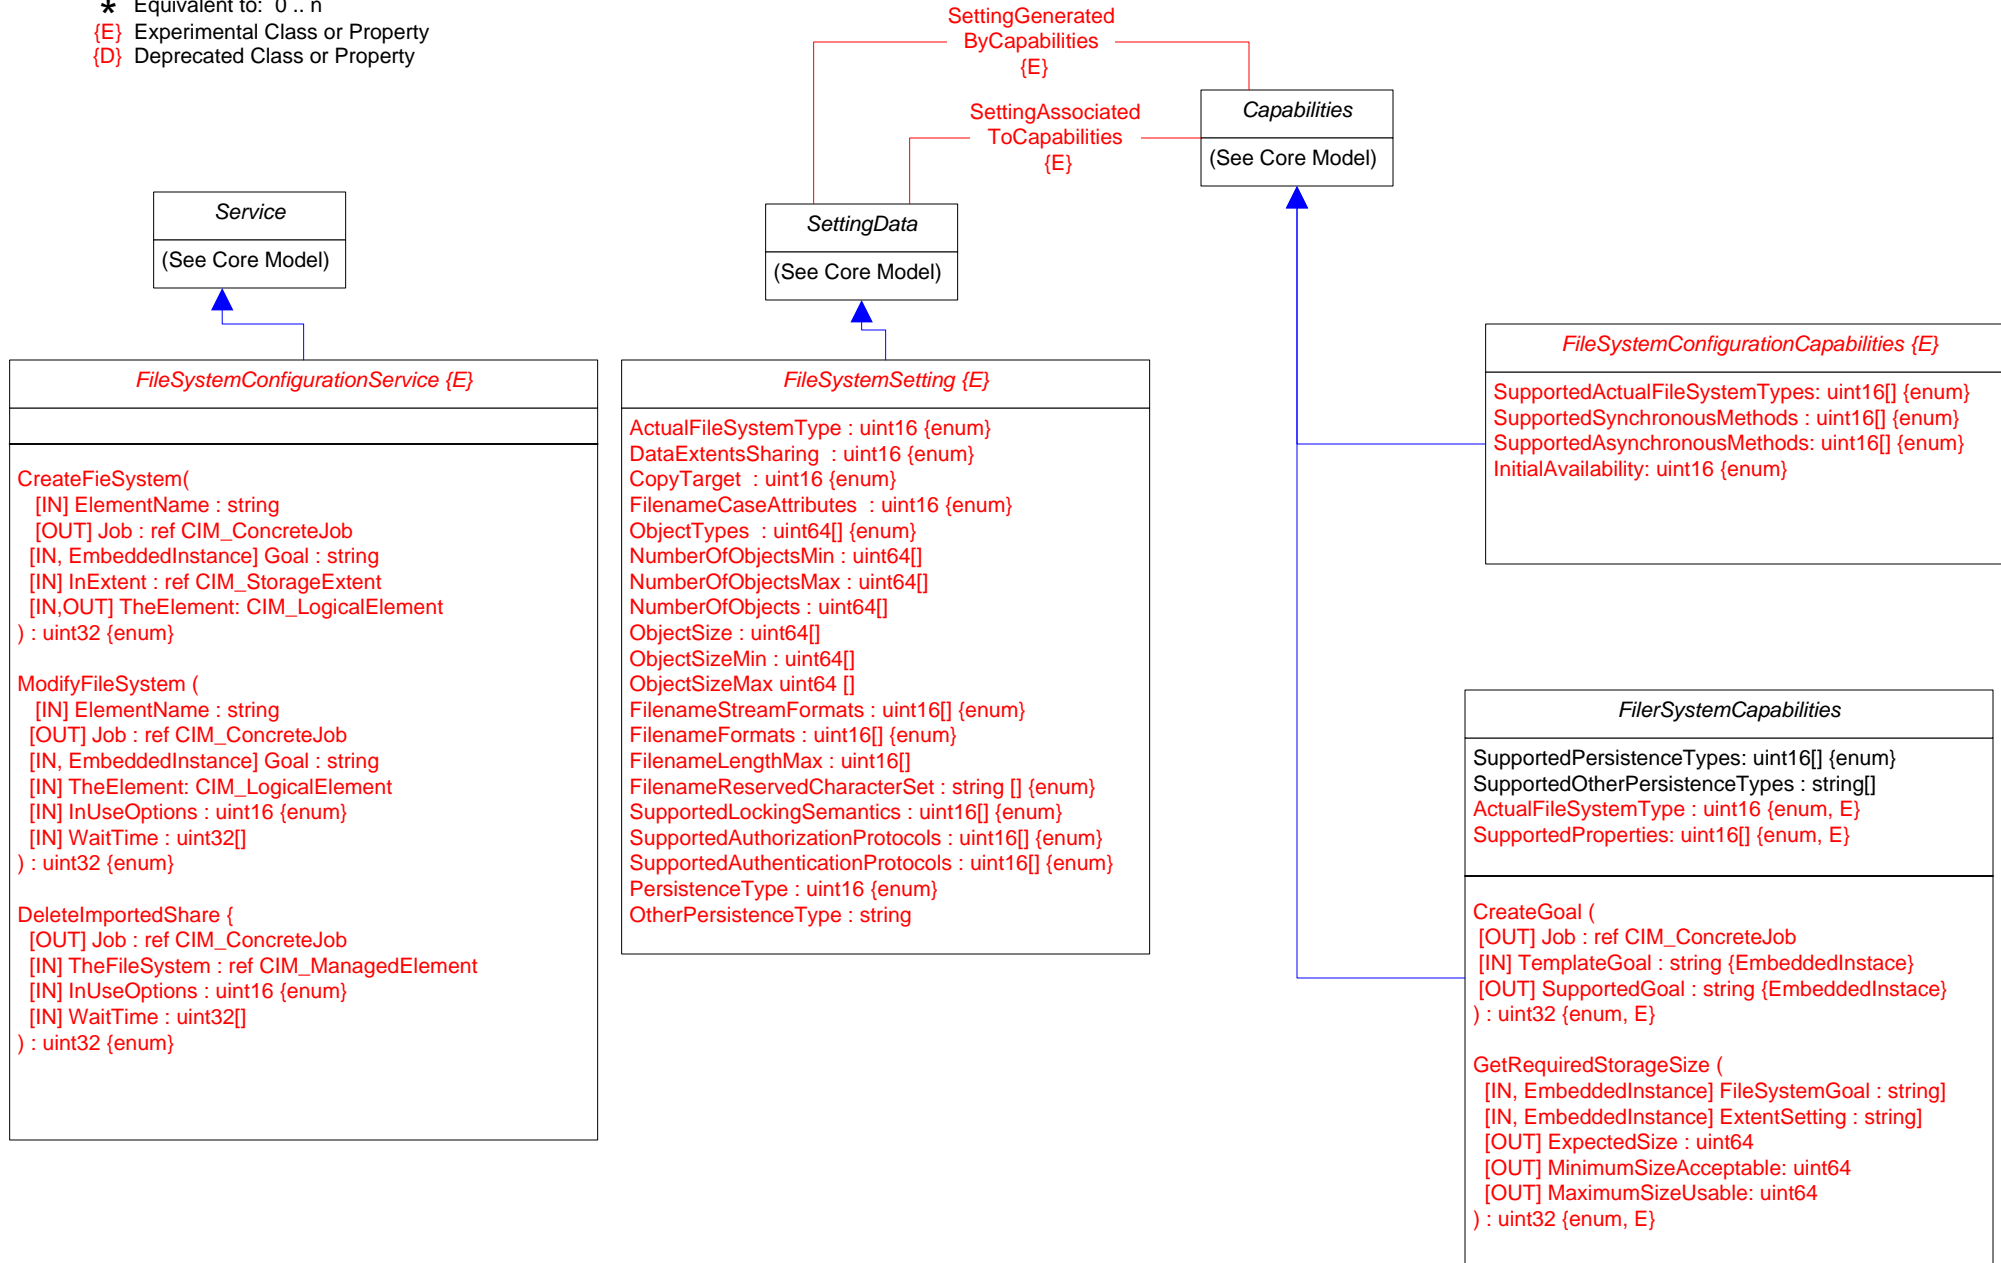 * Equivalent to: 0 .. n
{E} Experimental Class or Property
{D} Deprecated Class or Property
SettingGenerated
ByCapabilities
{E}
SettingAssociated
ToCapabilities
{E}
Capabilities
(See Core Model)
Service
(See Core Model)
SettingData
(See Core Model)
FileSystemConfigurationService {E}
CreateFieSystem(
[IN] ElementName : string
[OUT] Job : ref CIM_ConcreteJob
[IN, EmbeddedInstance] Goal : string
[IN] InExtent : ref CIM_StorageExtent
[IN,OUT] TheElement: CIM_LogicalElement
) : uint32 {enum}
ModifyFileSystem (
[IN] ElementName : string
[OUT] Job : ref CIM_ConcreteJob
[IN, EmbeddedInstance] Goal : string
[IN] TheElement: CIM_LogicalElement
[IN] InUseOptions : uint16 {enum}
[IN] WaitTime : uint32[]
) : uint32 {enum}
DeleteImportedShare {
[OUT] Job : ref CIM_ConcreteJob
[IN] TheFileSystem : ref CIM_ManagedElement
[IN] InUseOptions : uint16 {enum}
[IN] WaitTime : uint32[]
) : uint32 {enum}
FileSystemSetting {E}
ActualFileSystemType : uint16 {enum}
DataExtentsSharing : uint16 {enum}
CopyTarget : uint16 {enum}
FilenameCaseAttributes : uint16 {enum}
ObjectTypes : uint64[] {enum}
NumberOfObjectsMin : uint64[]
NumberOfObjectsMax : uint64[]
NumberOfObjects : uint64[]
ObjectSize : uint64[]
ObjectSizeMin : uint64[]
ObjectSizeMax uint64 []
FilenameStreamFormats : uint16[] {enum}
FilenameFormats : uint16[] {enum}
FilenameLengthMax : uint16[]
FilenameReservedCharacterSet : string [] {enum}
SupportedLockingSemantics : uint16[] {enum}
SupportedAuthorizationProtocols : uint16[] {enum}
SupportedAuthenticationProtocols : uint16[] {enum}
PersistenceType : uint16 {enum}
OtherPersistenceType : string
FileSystemConfigurationCapabilities {E}
SupportedActualFileSystemTypes: uint16[] {enum}
SupportedSynchronousMethods : uint16[] {enum}
SupportedAsynchronousMethods: uint16[] {enum}
InitialAvailability: uint16 {enum}
FilerSystemCapabilities
SupportedPersistenceTypes: uint16[] {enum}
SupportedOtherPersistenceTypes : string[]
ActualFileSystemType : uint16 {enum, E}
SupportedProperties: uint16[] {enum, E}
CreateGoal (
[OUT] Job : ref CIM_ConcreteJob
[IN] TemplateGoal : string {EmbeddedInstace}
[OUT] SupportedGoal : string {EmbeddedInstace}
) : uint32 {enum, E}
GetRequiredStorageSize (
[IN, EmbeddedInstance] FileSystemGoal : string]
[IN, EmbeddedInstance] ExtentSetting : string]
[OUT] ExpectedSize : uint64
[OUT] MinimumSizeAcceptable: uint64
[OUT] MaximumSizeUsable: uint64
) : uint32 {enum, E}